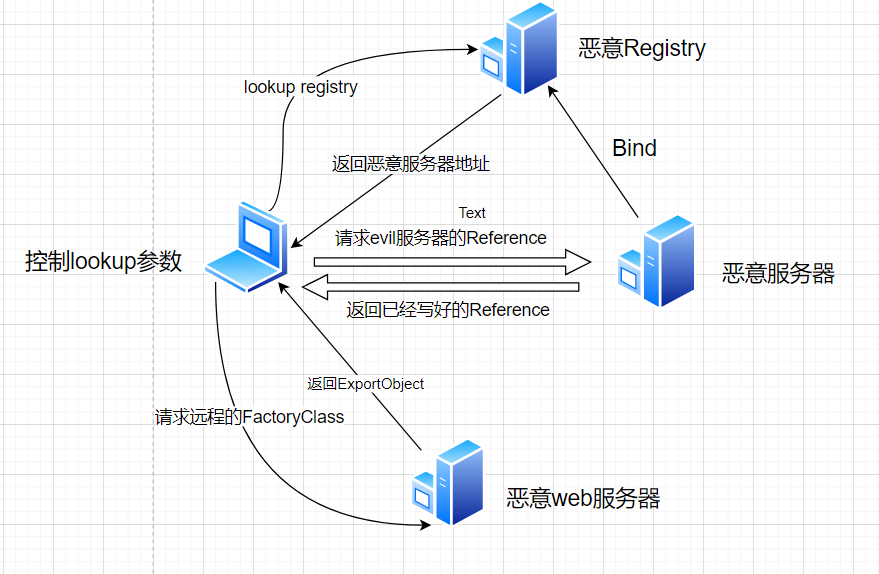 恶意Registry
lookup registry
Bind
返回恶意服务器地址
Text
请求evil服务器的Reference
控制lookup参数
恶意服务器
返回已经写好的Reference
返回ExportObject
请求远程的FactoryClass
恶意web服务器